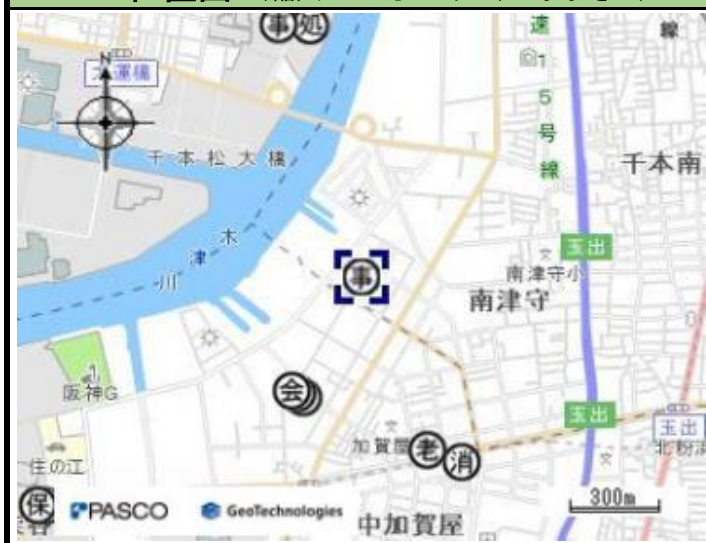 事処
速
15
号
線
線
N
大運橋
千本松大橋
千本南
玉出
木
津
川
事
南津守小
南津守
阪神G
会
玉出
玉出
加賀屋
老消
北粉浜
住の江
保
PASCO
GeoTechnologies
中加賀屋
300m